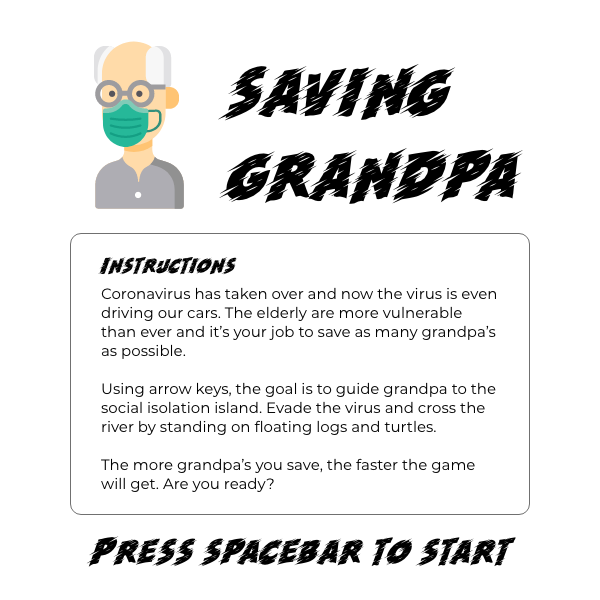 SAVING
GRANDPA
INSTRUCTIONS
Coronavirus has taken over and now the virus is even
driving our cars. The elderly are more vulnerable
than ever and it’s your job to save as many grandpa’s
as possible.
Using arrow keys, the goal is to guide grandpa to the
social isolation island. Evade the virus and cross the
river by standing on floating logs and turtles.
The more grandpa’s you save, the faster the game
will get. Are you ready?
PRESS SPACEBAR TO START